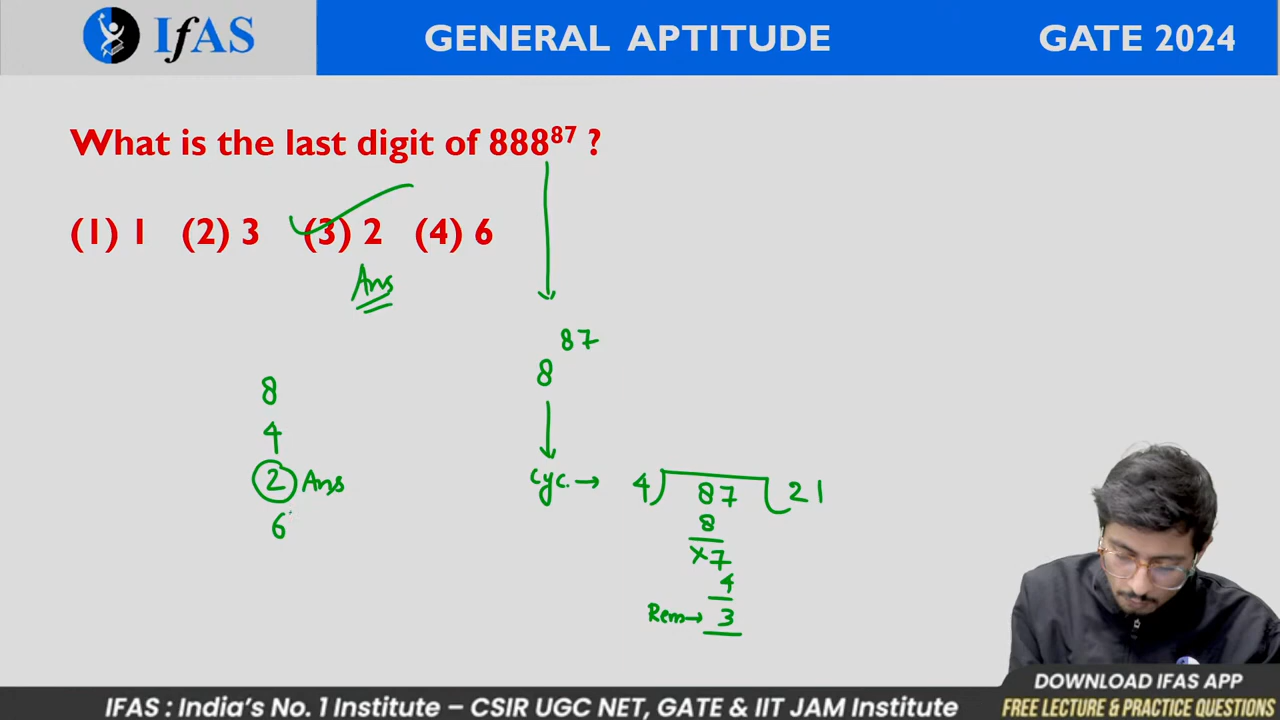 IfAS GENERAL APTITUDE GATE 2024
What is the last digit of 888^87 ?
(1) 1 (2) 3 (3) 2 (4) 6
Ans
87
8
8
4
2 Ans
6
Cyc. → 4) 87 ( 21
8
x7
4
Rem → 3
DOWNLOAD IFAS APP
IFAS : India's No. 1 Institute – CSIR UGC NET, GATE & IIT JAM Institute
FREE LECTURE & PRACTICE QUESTIONS